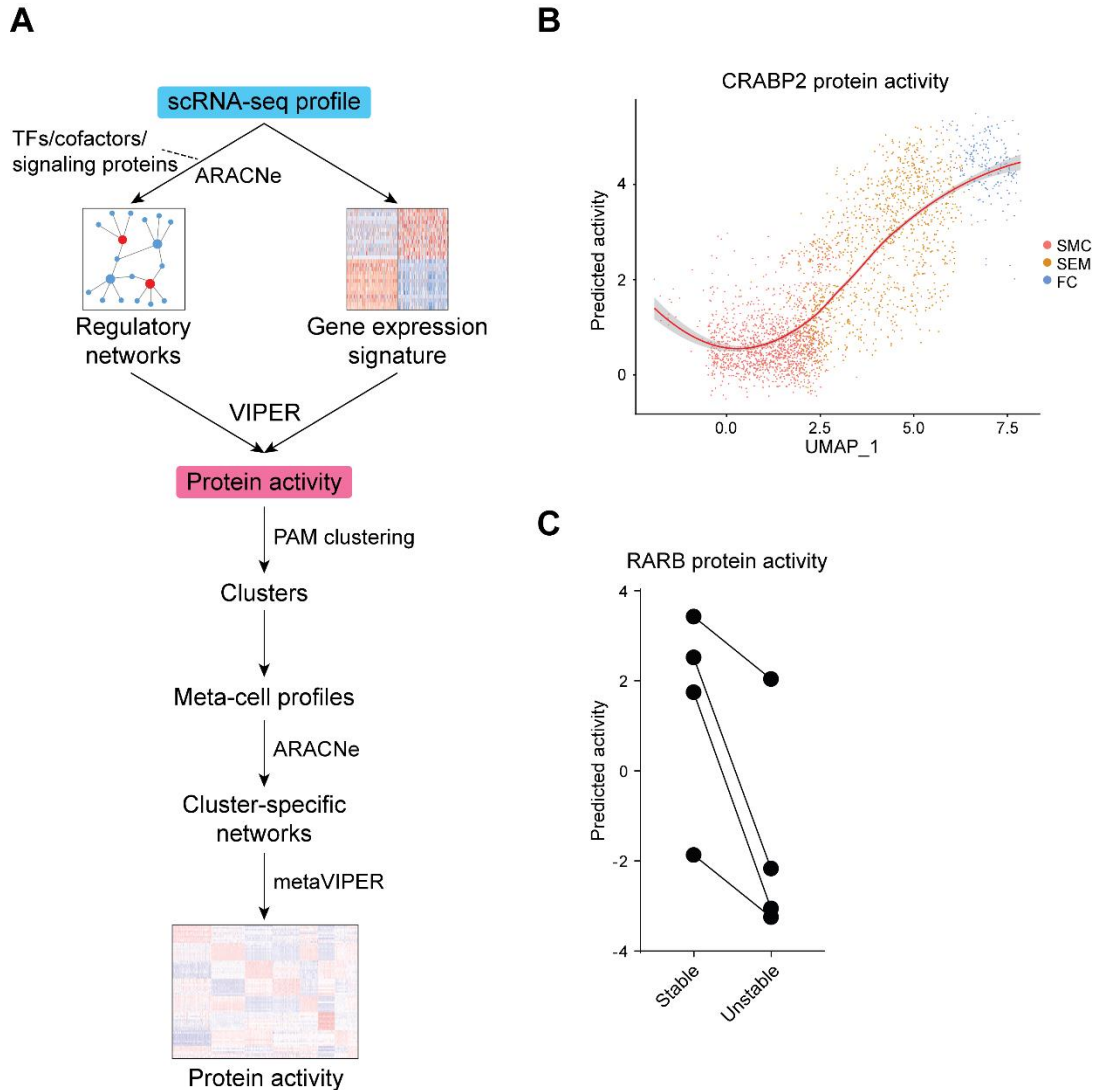 A
scRNA-seq profile
TFs/cofactors/
signaling proteins
ARACNe
Regulatory
networks
Gene expression
signature
VIPER
Protein activity
PAM clustering
Clusters
Meta-cell profiles
ARACNe
Cluster-specific
networks
metaVIPER
Protein activity
B
CRABP2 protein activity
Predicted activity
4
2
0
0.0
2.5
5.0
7.5
UMAP_1
SMC
SEM
FC
C
RARB protein activity
Predicted activity
4
2
0
-2
-4
Stable
Unstable